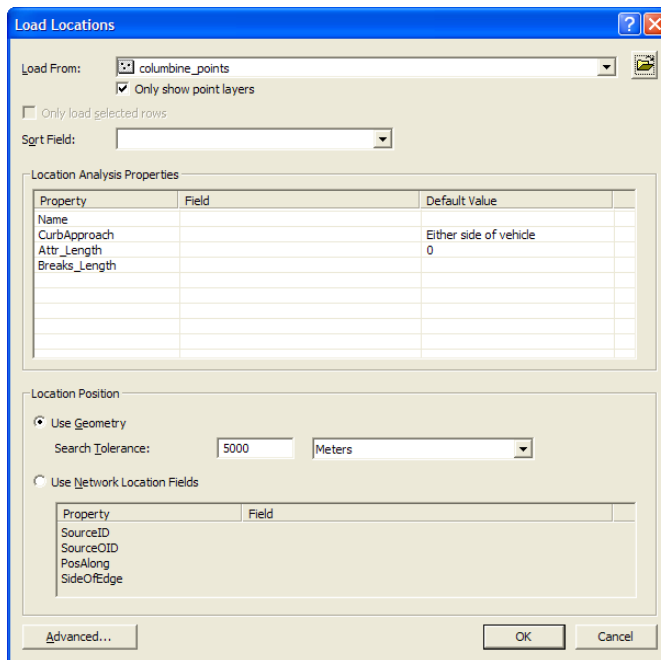 Load Locations
Load From: columbine_points
Only show point layers
Only load selected rows
Sort Field:
Location Analysis Properties
Property Field Default Value
Name
CurbApproach Either side of vehicle
Attr_Length 0
Breaks_Length
Location Position
Use Geometry
Search Tolerance: 5000 Meters
Use Network Location Fields
Property Field
SourceID
SourceOID
PosAlong
SideOfEdge
Advanced... OK Cancel